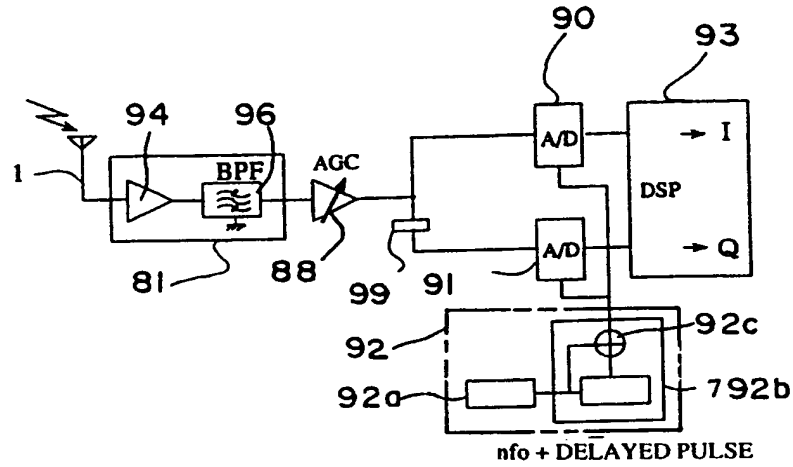 90
93
94
96
BPF
AGC
A/D
I
1
DSP
81
88
99
91
A/D
Q
92
92c
92a
792b
nfo + DELAYED PULSE